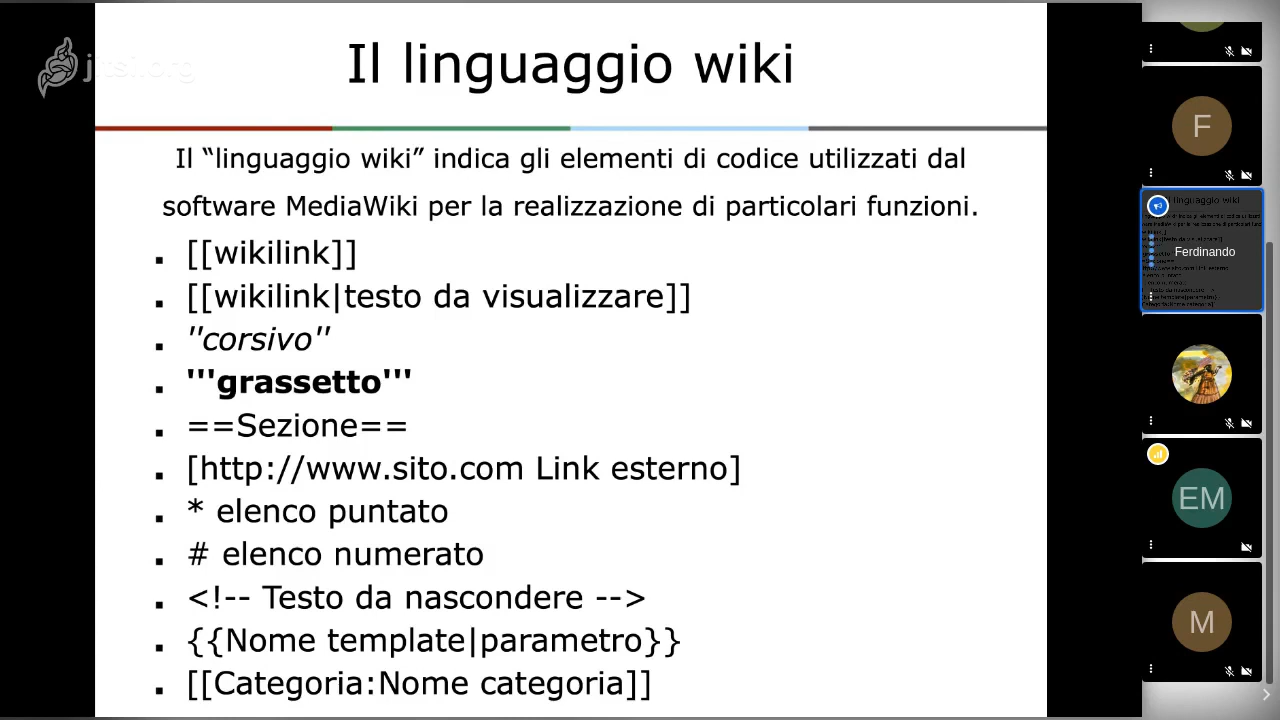 jitsi.org
Il linguaggio wiki
Il “linguaggio wiki” indica gli elementi di codice utilizzati dal
software MediaWiki per la realizzazione di particolari funzioni.
. [[wikilink]]
. [[wikilink|testo da visualizzare]]
. ''corsivo''
. '''grassetto'''
. ==Sezione==
. [http://www.sito.com Link esterno]
. * elenco puntato
. # elenco numerato
. <!-- Testo da nascondere -->
. {{Nome template|parametro}}
. [[Categoria:Nome categoria]]
F
Ferdinando
EM
M